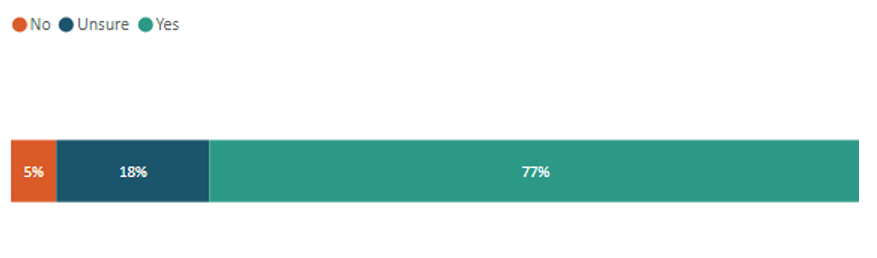 No Unsure Yes
5% 18% 77%